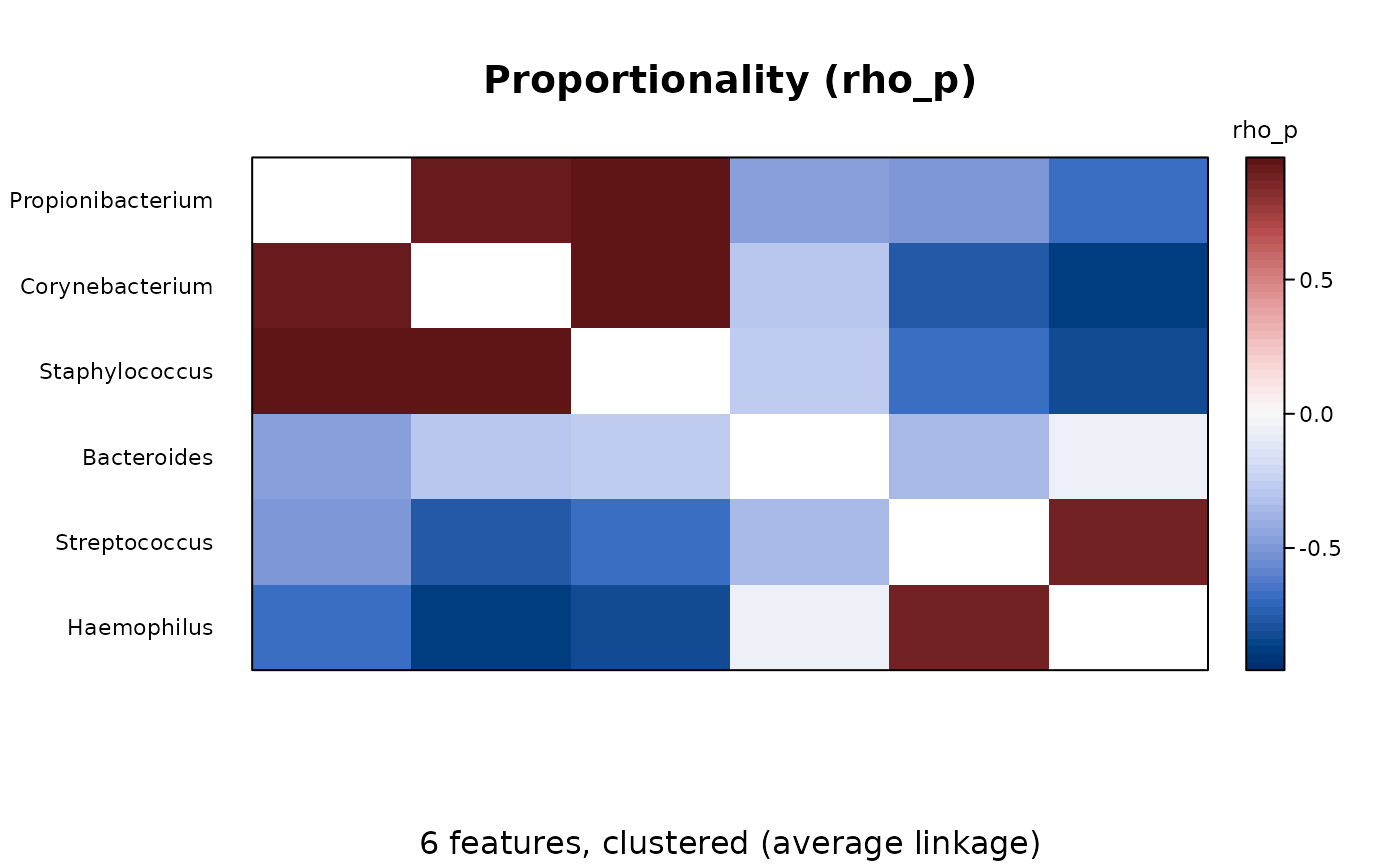 Proportionality (rho_p)
rho_p
Propionibacterium
Corynebacterium
Staphylococcus
Bacteroides
Streptococcus
Haemophilus
0.5
0.0
-0.5
6 features, clustered (average linkage)